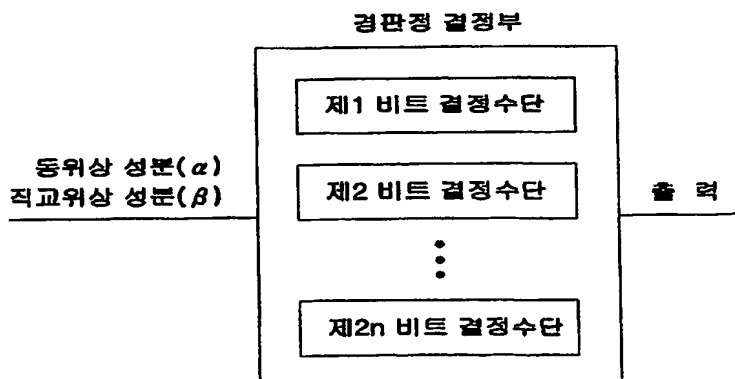 경판정 결정부
제1 비트 결정수단
동위상 성분(α)
직교위상 성분(β)
제2 비트 결정수단
출 력
제2n 비트 결정수단